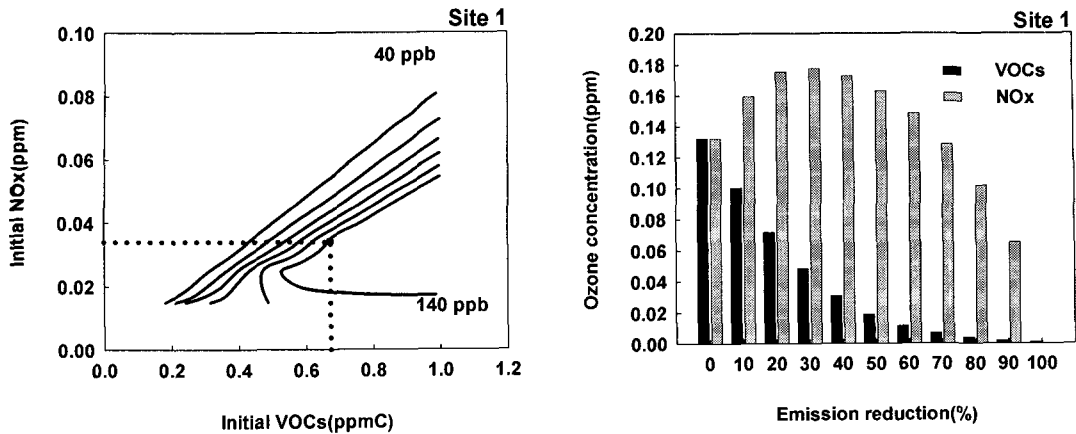 Site 1
0.10
0.08
0.06
0.04
0.02
0.00
Initial NOx(ppm)
40 ppb
140 ppb
0.0 0.2 0.4 0.6 0.8 1.0 1.2
Initial VOCs(ppmC)
Site 1
0.20
0.18
0.16
0.14
0.12
0.10
0.08
0.06
0.04
0.02
0.00
Ozone concentration(ppm)
VOCs
NOx
0 10 20 30 40 50 60 70 80 90 100
Emission reduction(%)